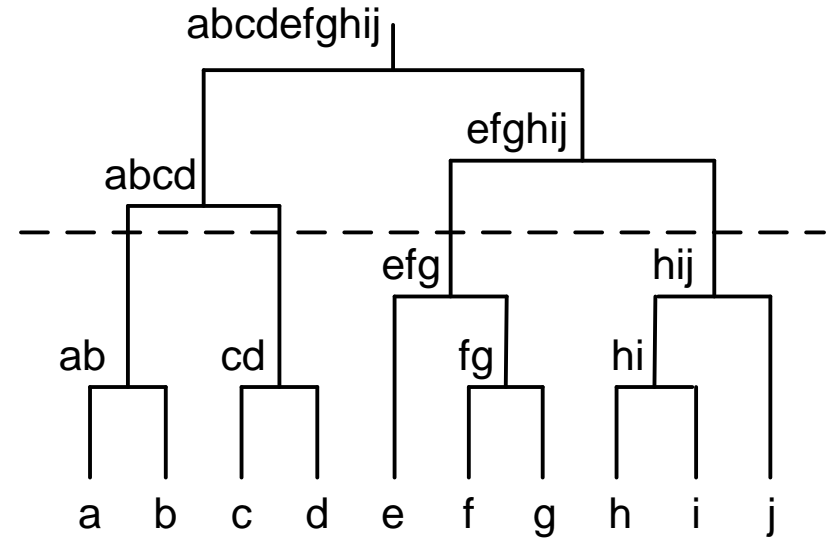 abcdefghij
efghij
abcd
efg
hij
ab
cd
fg
hi
a b c d e f g h i j